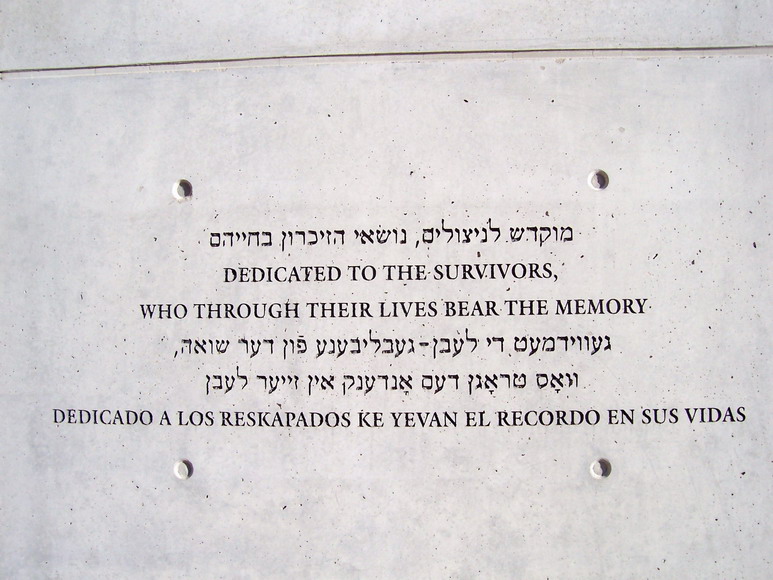 מוקדש לניצולים, נושאי הזיכרון בחייהם
DEDICATED TO THE SURVIVORS,
WHO THROUGH THEIR LIVES BEAR THE MEMORY
געווידמעט די לעבן-געבליבענע פֿון דער שואה,
וואָס טראָגן דעם אָנדענק אין זייער לעבן
DEDICADO A LOS RESKAPADOS KE YEVAN EL RECORDO EN SUS VIDAS